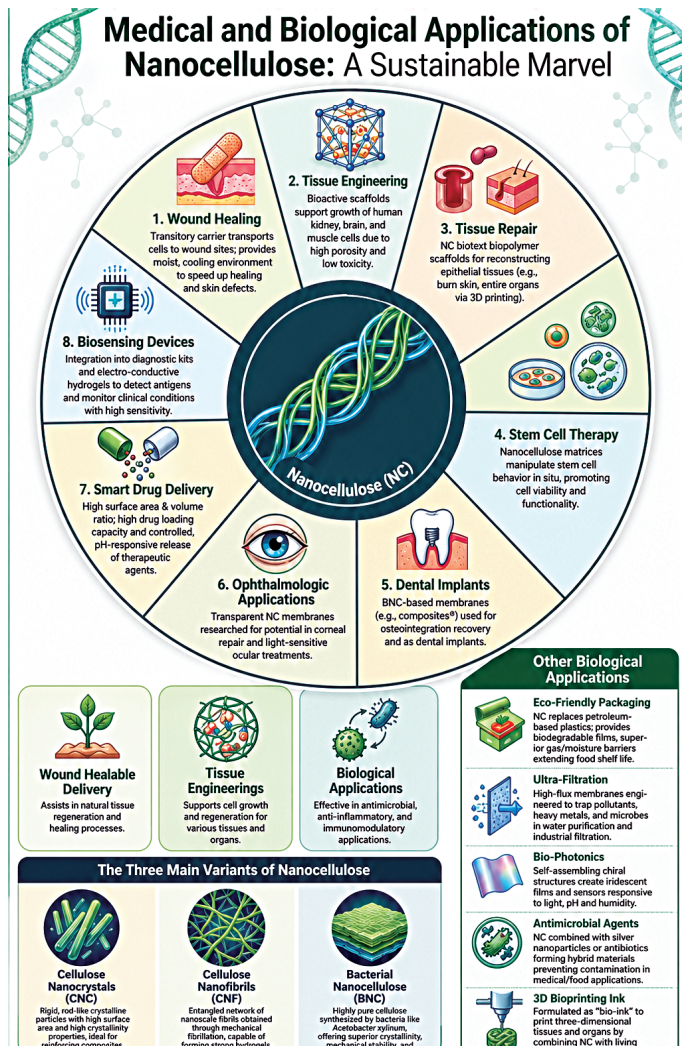 Medical and Biological Applications of
Nanocellulose: A Sustainable Marvel
1. Wound Healing
Transitory carrier transports
cells to wound sites; provides
moist, cooling environment
to speed up healing
and skin defects.
2. Tissue Engineering
Bioactive scaffolds
support growth of human
kidney, brain, and
muscle cells due to
high porosity and
low toxicity.
3. Tissue Repair
NC biotext biopolymer
scaffolds for reconstructing
epithelial tissues (e.g.,
burn skin, entire organs
via 3D printing).
4. Stem Cell Therapy
Nanocellulose matrices
manipulate stem cell
behavior in situ, promoting
cell viability and
functionality.
5. Dental Implants
BNC-based membranes
(e.g., composites®) used for
osteointegration recovery
and as dental implants.
6. Ophthalmologic
Applications
Transparent NC membranes
researched for potential in corneal
repair and light-sensitive
ocular treatments.
7. Smart Drug Delivery
High surface area & volume
ratio; high drug loading
capacity and controlled,
pH-responsive release
of therapeutic
agents.
8. Biosensing Devices
Integration into diagnostic kits
and electro-conductive
hydrogels to detect antigens
and monitor clinical conditions
with high sensitivity.
Nanocellulose (NC)
Wound Healable
Delivery
Assists in natural tissue
regeneration and
healing processes.
Tissue
Engineerings
Supports cell growth
and regeneration for
various tissues and
organs.
Biological
Applications
Effective in antimicrobial,
anti-inflammatory, and
immunomodulatory
applications.
The Three Main Variants of Nanocellulose
Cellulose
Nanocrystals
(CNC)
Rigid, rod-like crystalline
particles with high surface
area and high crystallinity
properties, ideal for
reinforcing composites
Cellulose
Nanofibrils
(CNF)
Entangled network of
nanoscale fibrils obtained
through mechanical
fibrillation, capable of
forming strong hydrogels
Bacterial
Nanocellulose
(BNC)
Highly pure cellulose
synthesized by bacteria like
Acetobacter xylinum,
offering superior crystallinity,
mechanical stability, and
Other Biological
Applications
Eco-Friendly Packaging
NC replaces petroleum-
based plastics; provides
biodegradable films, super-
ior gas/moisture barriers
extending food shelf life.
Ultra-Filtration
High-flux membranes engi-
neered to trap pollutants,
heavy metals, and microbes
in water purification and
industrial filtration.
Bio-Photonics
Self-assembling chiral
structures create iridescent
films and sensors responsive
to light, pH and humidity.
Antimicrobial Agents
NC combined with silver
nanoparticles or antibiotics
forming hybrid materials
preventing contamination in
medical/food applications.
3D Bioprinting Ink
Formulated as "bio-ink" to
print three-dimensional
tissues and organs by
combining NC with living